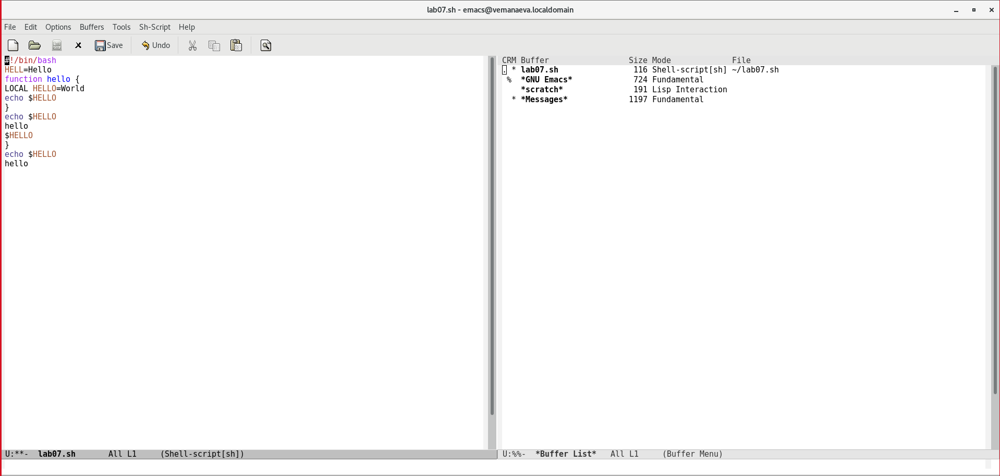 lab07.sh - emacs@vemanaeva.localdomain
File Edit Options Buffers Tools Sh-Script Help
Save Undo
#!/bin/bash
HELL=Hello
function hello {
LOCAL HELLO=World
echo $HELLO
}
echo $HELLO
hello
$HELLO
}
echo $HELLO
hello
U:**-  lab07.sh       All L1     (Shell-script[sh])
CRM Buffer                 Size Mode             File
. * lab07.sh                116 Shell-script[sh] ~/lab07.sh
 %  *GNU Emacs*             724 Fundamental
    *scratch*               191 Lisp Interaction
  * *Messages*             1197 Fundamental
U:%%-  *Buffer List*   All L1     (Buffer Menu)